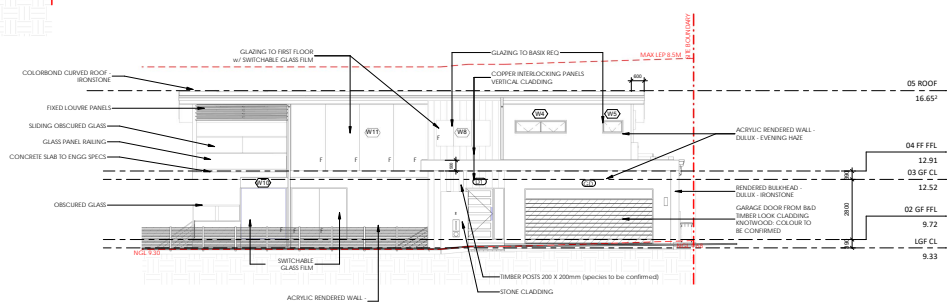 SITE BOUNDARY
MAX LEP 8.5M
GLAZING TO FIRST FLOOR
w/ SWITCHABLE GLASS FILM
GLAZING TO BASIX REQ
COLORBOND CURVED ROOF -
IRONSTONE
COPPER INTERLOCKING PANELS
VERTICAL CLADDING
600
05 ROOF
16.65²
FIXED LOUVRE PANELS
SLIDING OBSCURED GLASS
GLASS PANEL RAILING
CONCRETE SLAB TO ENGG SPECS
W11
F
W8
W4
W5
ACRYLIC RENDERED WALL -
DULUX - EVENING HAZE
04 FF FFL
12.91
03 GF CL
12.52
F F F F
W10
GD
RENDERED BULKHEAD -
DULUX - IRONSTONE
GARAGE DOOR FROM B&D
TIMBER LOOK CLADDING
KNOTWOOD: COLOUR TO
BE CONFIRMED
2800
02 GF FFL
9.72
LGF CL
9.33
OBSCURED GLASS
F
F F F
NGL 9.30
SWITCHABLE
GLASS FILM
TIMBER POSTS 200 X 200mm (species to be confirmed)
STONE CLADDING
ACRYLIC RENDERED WALL -